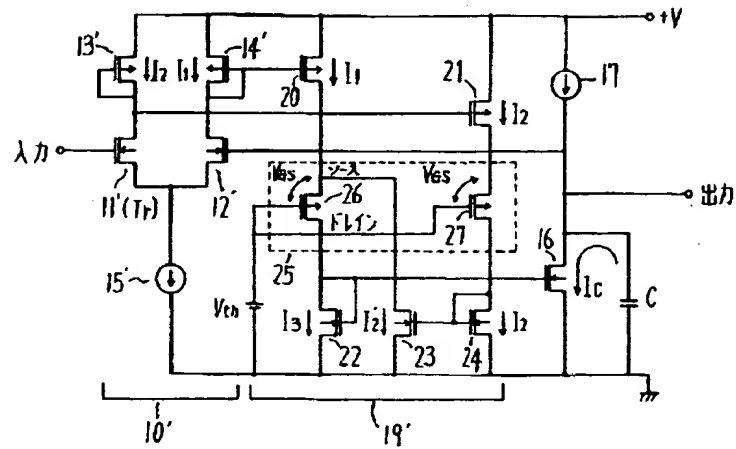 +V
13'
I2
I1
14'
20
I1
21
I2
17
入力
出力
11'(Tr)
12'
VGS
ソース
26
ドレイン
VGS
27
25'
16
IC
C
15'
Vth
I3
22
I2'
23
I2
24
10'
19'